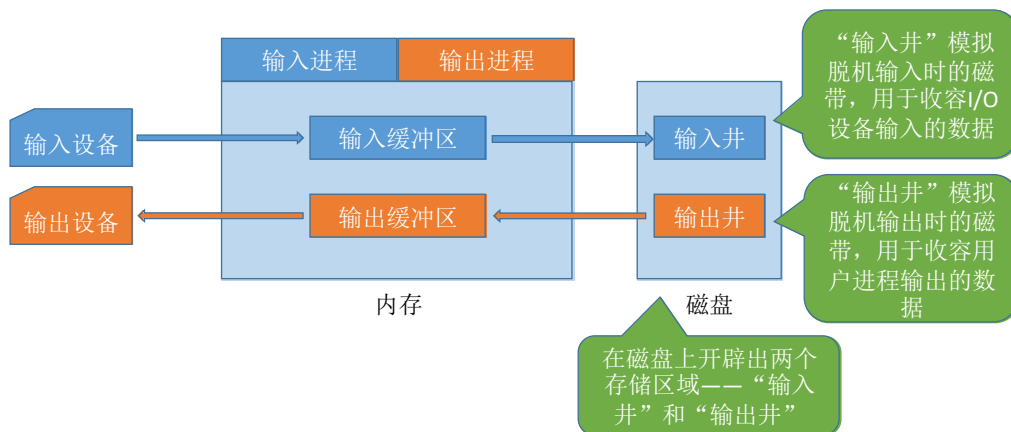 输入进程
输出进程
“输入井”模拟
脱机输入时的磁
带，用于收容I/O
设备输入的数据
输入设备
输入缓冲区
输入井
输出设备
输出缓冲区
输出井
“输出井”模拟
脱机输出时的磁
带，用于收容用
户进程输出的数
据
内存
磁盘
在磁盘上开辟出两个
存储区域——“输入
井”和“输出井”